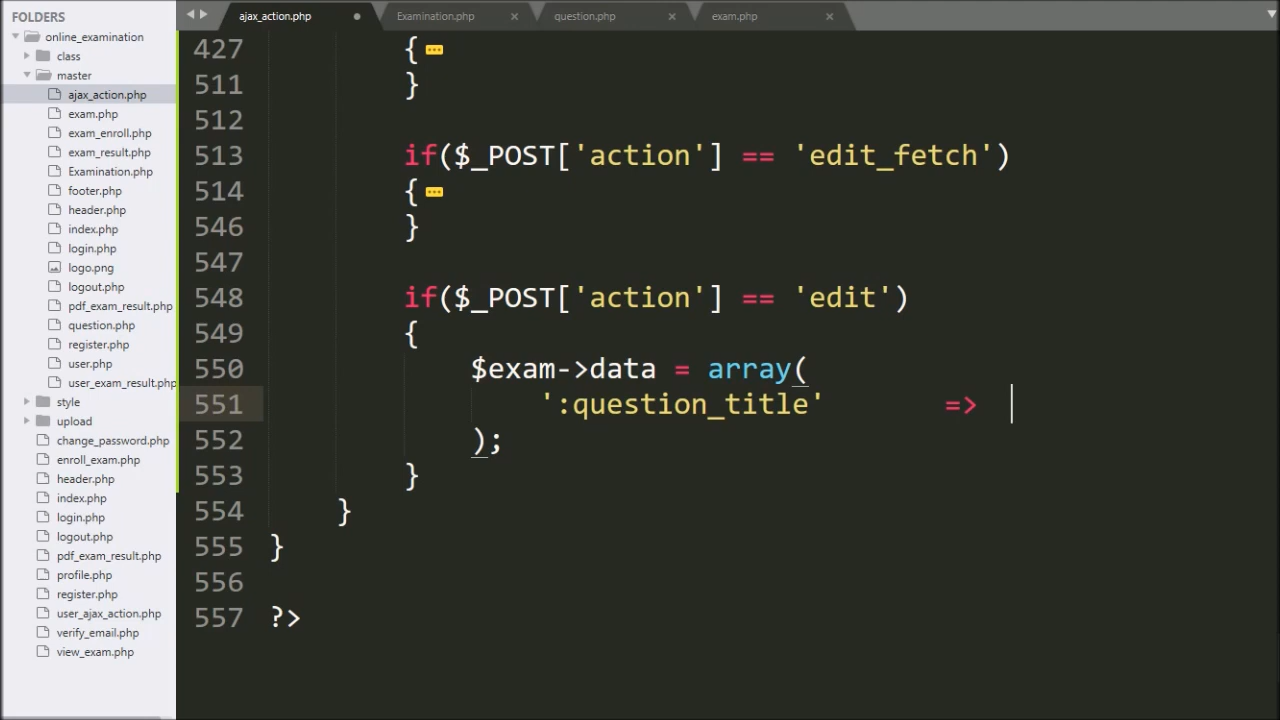 FOLDERS
online_examination
class
master
ajax_action.php
exam.php
exam_enroll.php
exam_result.php
Examination.php
footer.php
header.php
index.php
login.php
logo.png
logout.php
pdf_exam_result.php
question.php
register.php
user.php
user_exam_result.php
style
upload
change_password.php
enroll_exam.php
header.php
index.php
login.php
logout.php
pdf_exam_result.php
profile.php
register.php
user_ajax_action.php
verify_email.php
view_exam.php
ajax_action.php Examination.php question.php exam.php
427 {
511 }
512
513 if($_POST['action'] == 'edit_fetch')
514 {
546 }
547
548 if($_POST['action'] == 'edit')
549 {
550 $exam->data = array(
551 ':question_title' =>
552 );
553 }
554 }
555 }
556
557 ?>